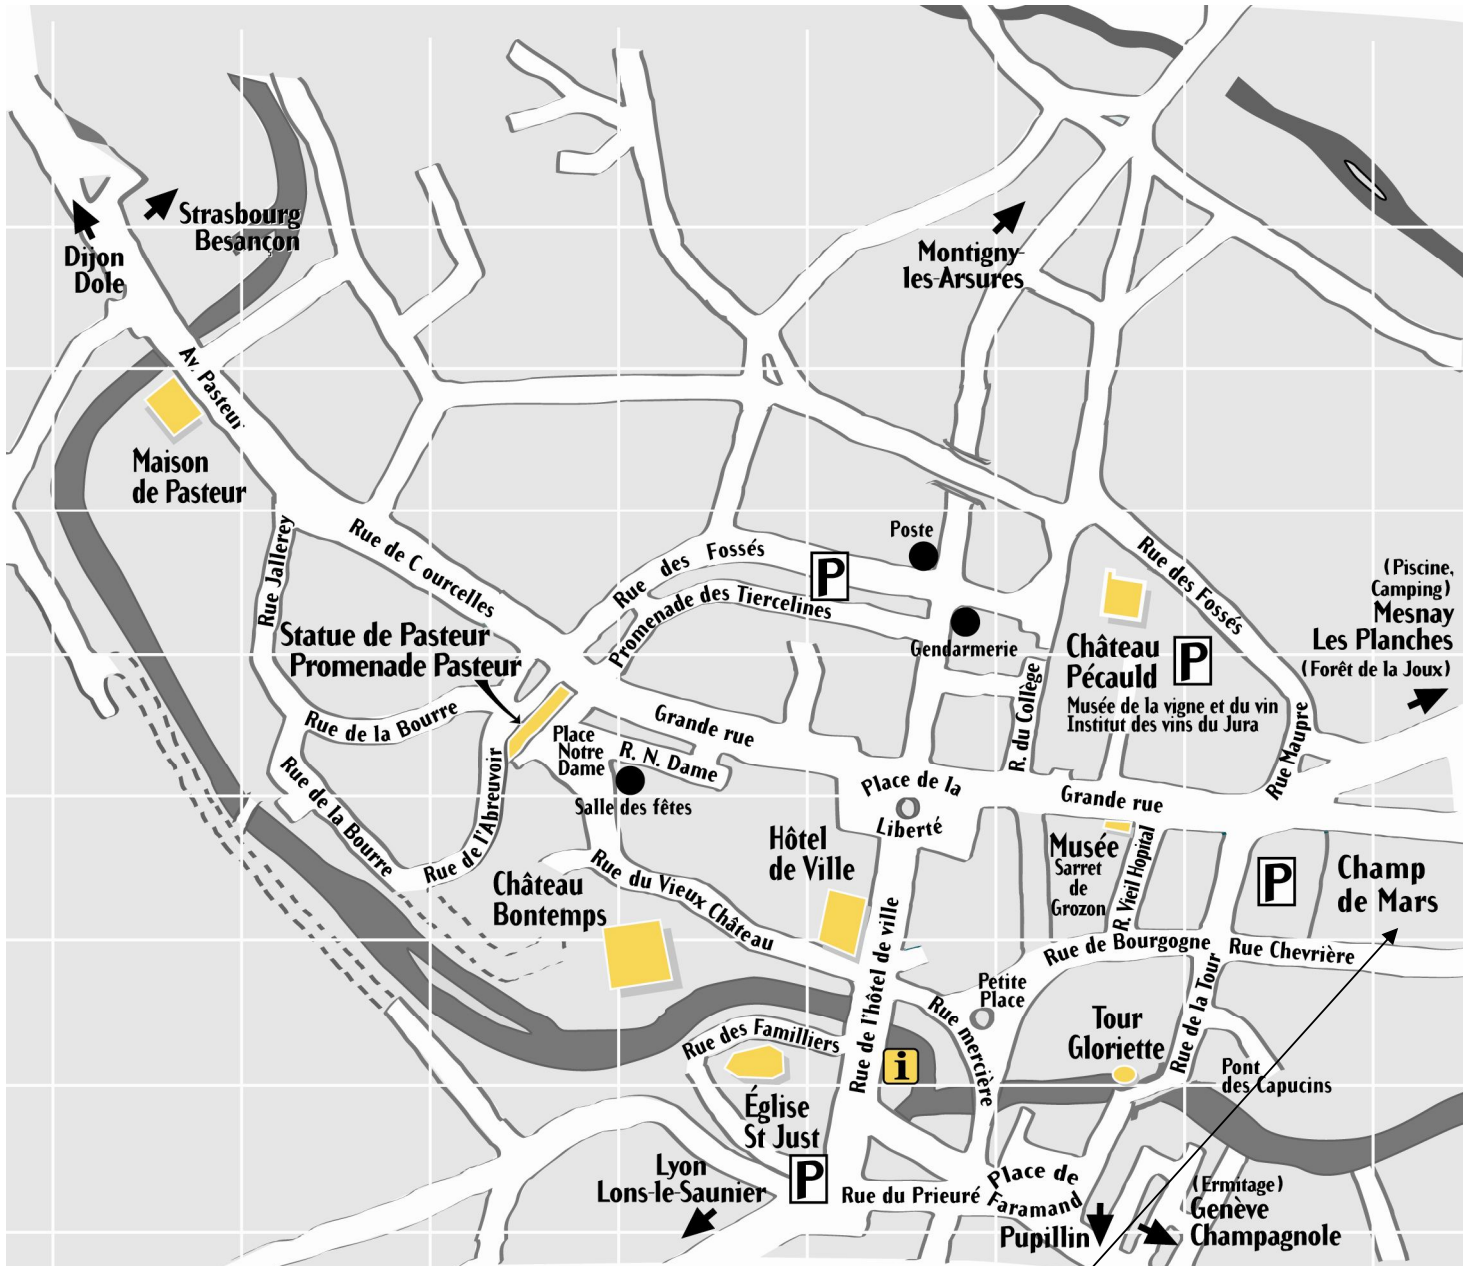 Strasbourg
Besançon
Dijon
Dole
Montigny-
les-Arsures
Av. Pasteur
Maison
de Pasteur
Rue Jallerey
Rue de Courcelles
Rue des Fossés
Promenade des Tiercelines
P
Poste
Gendarmerie
Rue des Fossés
(Piscine,
Camping)
Mesnay
Les Planches
(Forêt de la Joux)
Statue de Pasteur
Promenade Pasteur
Château
Pécauld
P
Musée de la vigne et du vin
Institut des vins du Jura
R. du Collège
Rue Maupre
Rue de la Bourre
Place
Notre
Dame
R. N. Dame
Grande rue
Salle des fêtes
Rue de la Bourre
Rue de l'Abreuvoir
Place de la
Liberté
Grande rue
Hôtel
de Ville
Musée
Sarret
de
Grozon
R. Vieil Hopital
P
Champ
de Mars
Château
Bontemps
Rue du Vieux Château
Rue de l'hôtel de ville
Rue de Bourgogne
Rue Chevrière
Petite
Place
Rue mercière
Tour
Gloriette
Rue de la Tour
Pont
des Capucins
Rue des Familliers
i
Église
St Just
P
Lyon
Lons-le-Saunier
Rue du Prieuré
Place de
Faramand
Pupillin
(Ermitage)
Genève
Champagnole